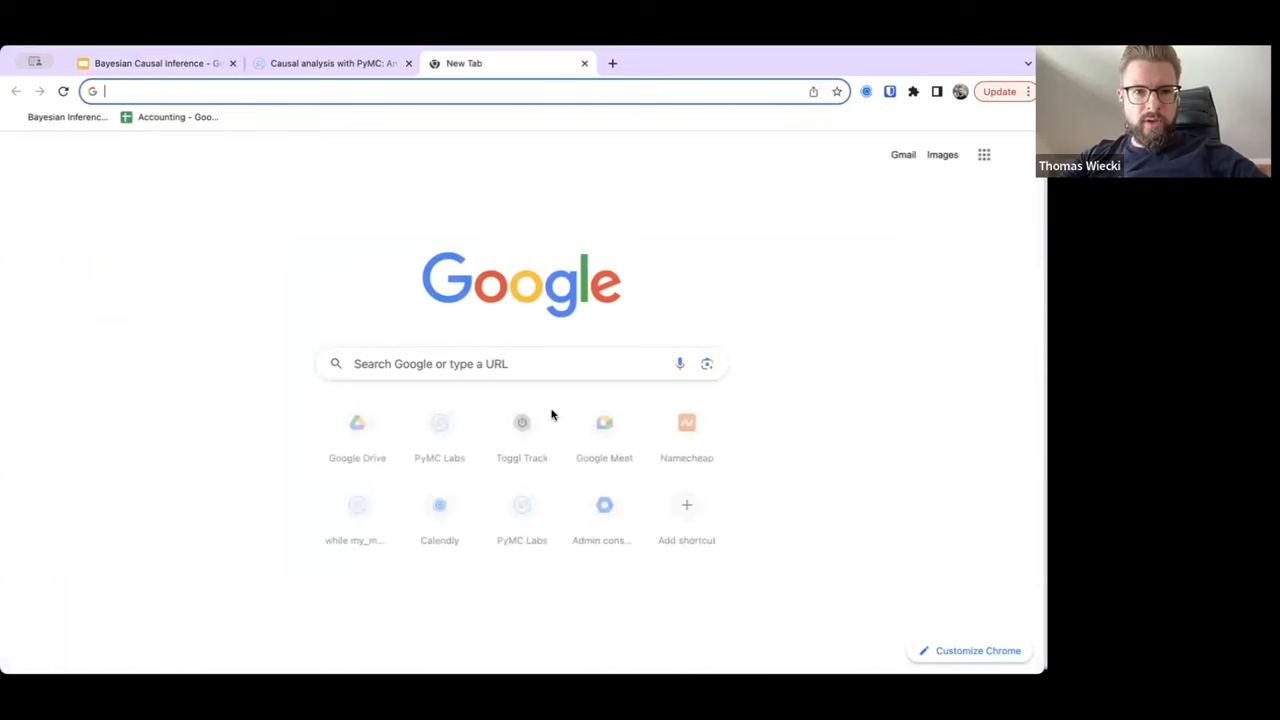 Bayesian Causal Inference - G
Causal analysis with PyMC: An
New Tab
Update
Bayesian Inferenc...
Accounting - Goo...
Gmail
Images
Thomas Wiecki
Google
Search Google or type a URL
Google Drive
PyMC Labs
Toggl Track
Google Meet
Namecheap
while my_m...
Calendly
PyMC Labs
Admin cons...
Add shortcut
Customize Chrome